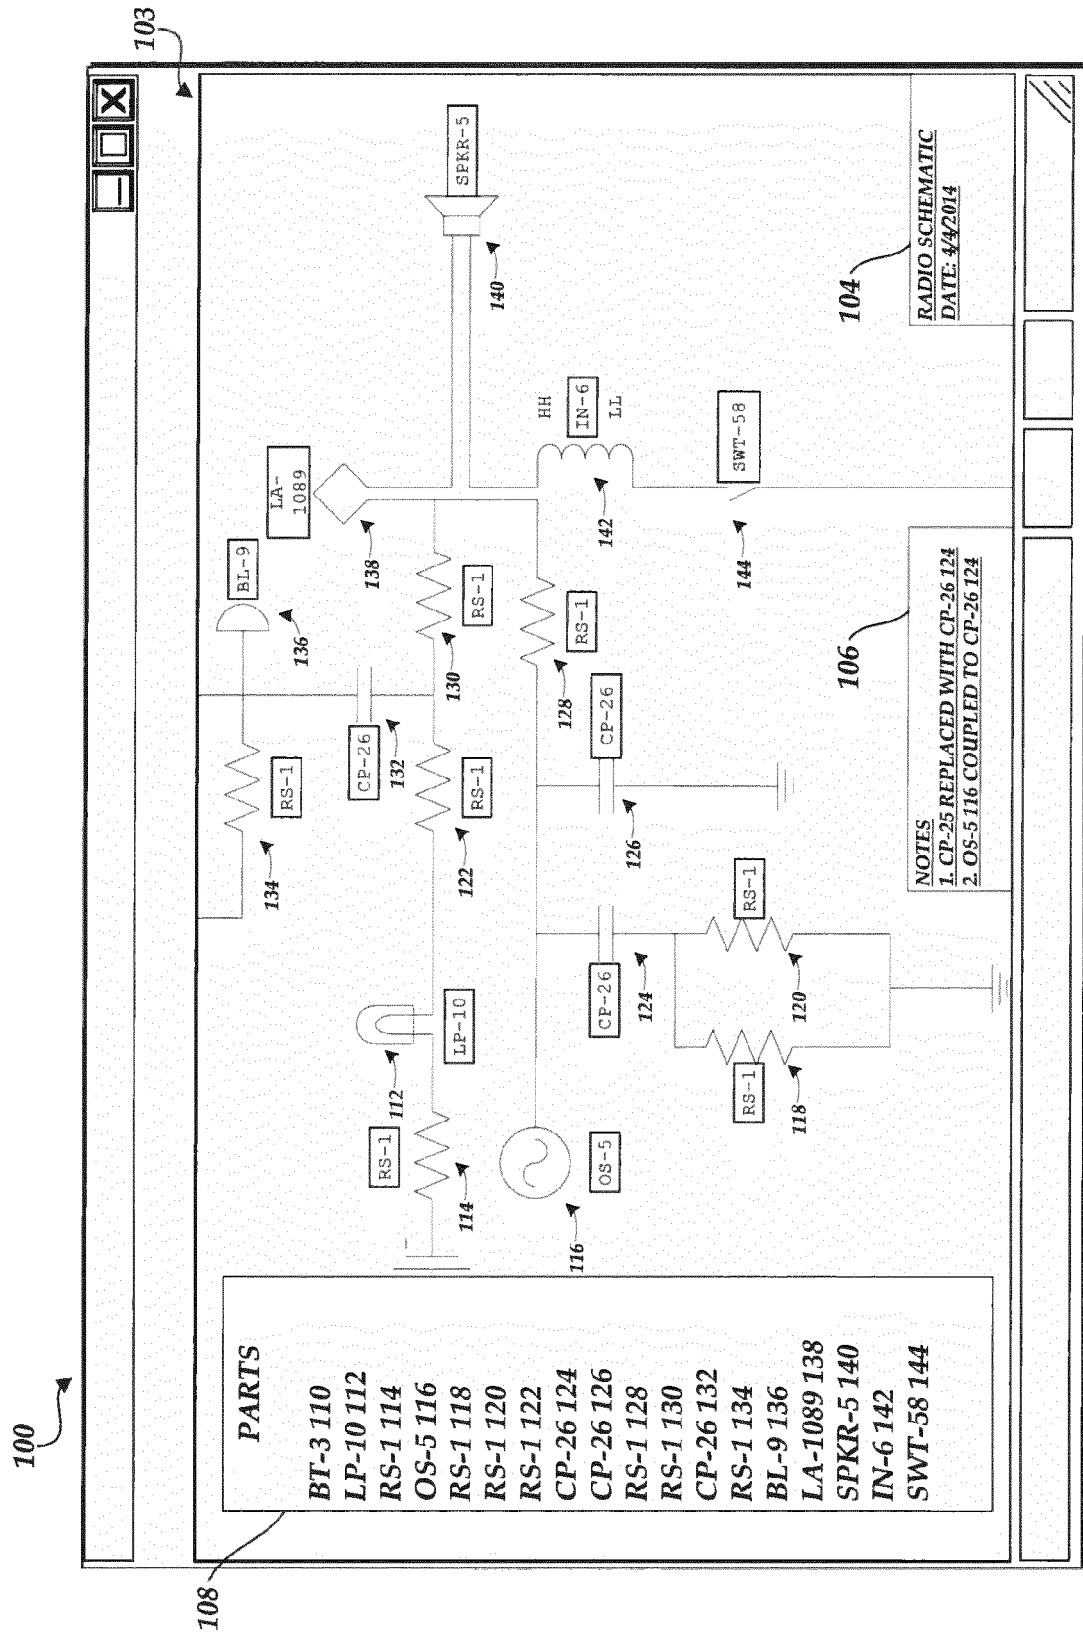 100
103
108
PARTS
BT-3 110
LP-10 112
RS-1 114
OS-5 116
RS-1 118
RS-1 120
RS-1 122
CP-26 124
CP-26 126
RS-1 128
RS-1 130
CP-26 132
RS-1 134
BL-9 136
LA-1089 138
SPKR-5 140
IN-6 142
SWT-58 144
134
RS-1
BL-9
136
LA-
1089
138
CP-26
132
112
LP-10
RS-1
114
122
RS-1
130
RS-1
SPKR-5
140
116
OS-5
CP-26
124
126
CP-26
128
RS-1
HH
IN-6
LL
142
RS-1
118
RS-1
120
SWT-58
144
106
NOTES
1. CP-25 REPLACED WITH CP-26 124
2. OS-5 116 COUPLED TO CP-26 124
104
RADIO SCHEMATIC
DATE: 4/4/2014